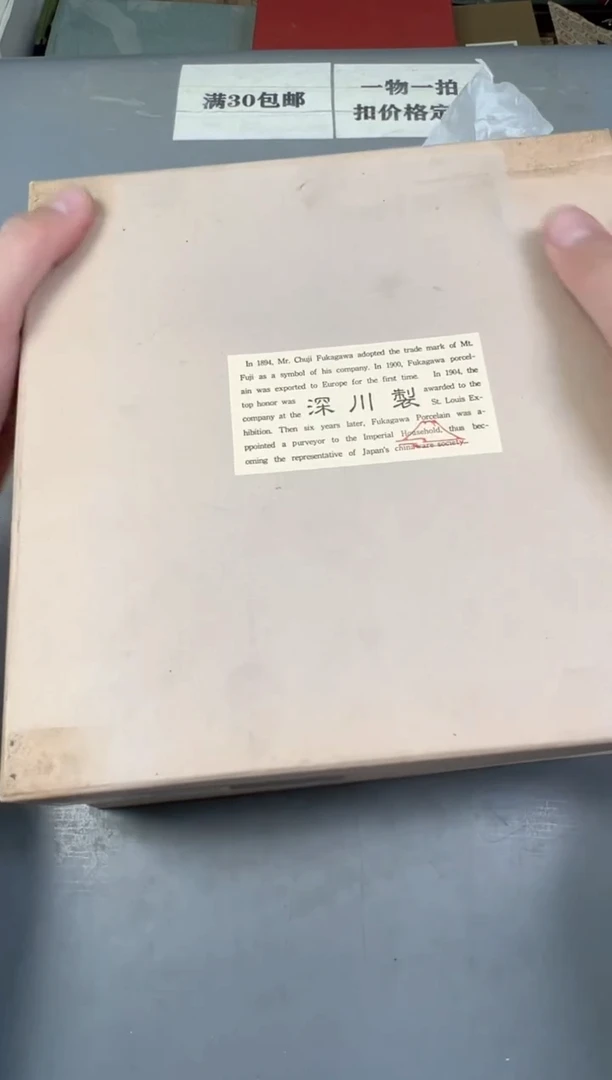 满30包邮
一物一拍
扣价格定
In 1894, Mr. Chuji Fukagawa adopted the trade mark of Mt.
Fuji as a symbol of his company. In 1900, Fukagawa porcel-
ain was exported to Europe for the first time. In 1904, the
top honor was 深川製 awarded to the
company at the St. Louis Ex-
hibition. Then six years later, Fukagawa Porcelain was a-
ppointed a purveyor to the Imperial Household, thus bec-
oming the representative of Japan's chinaware society.